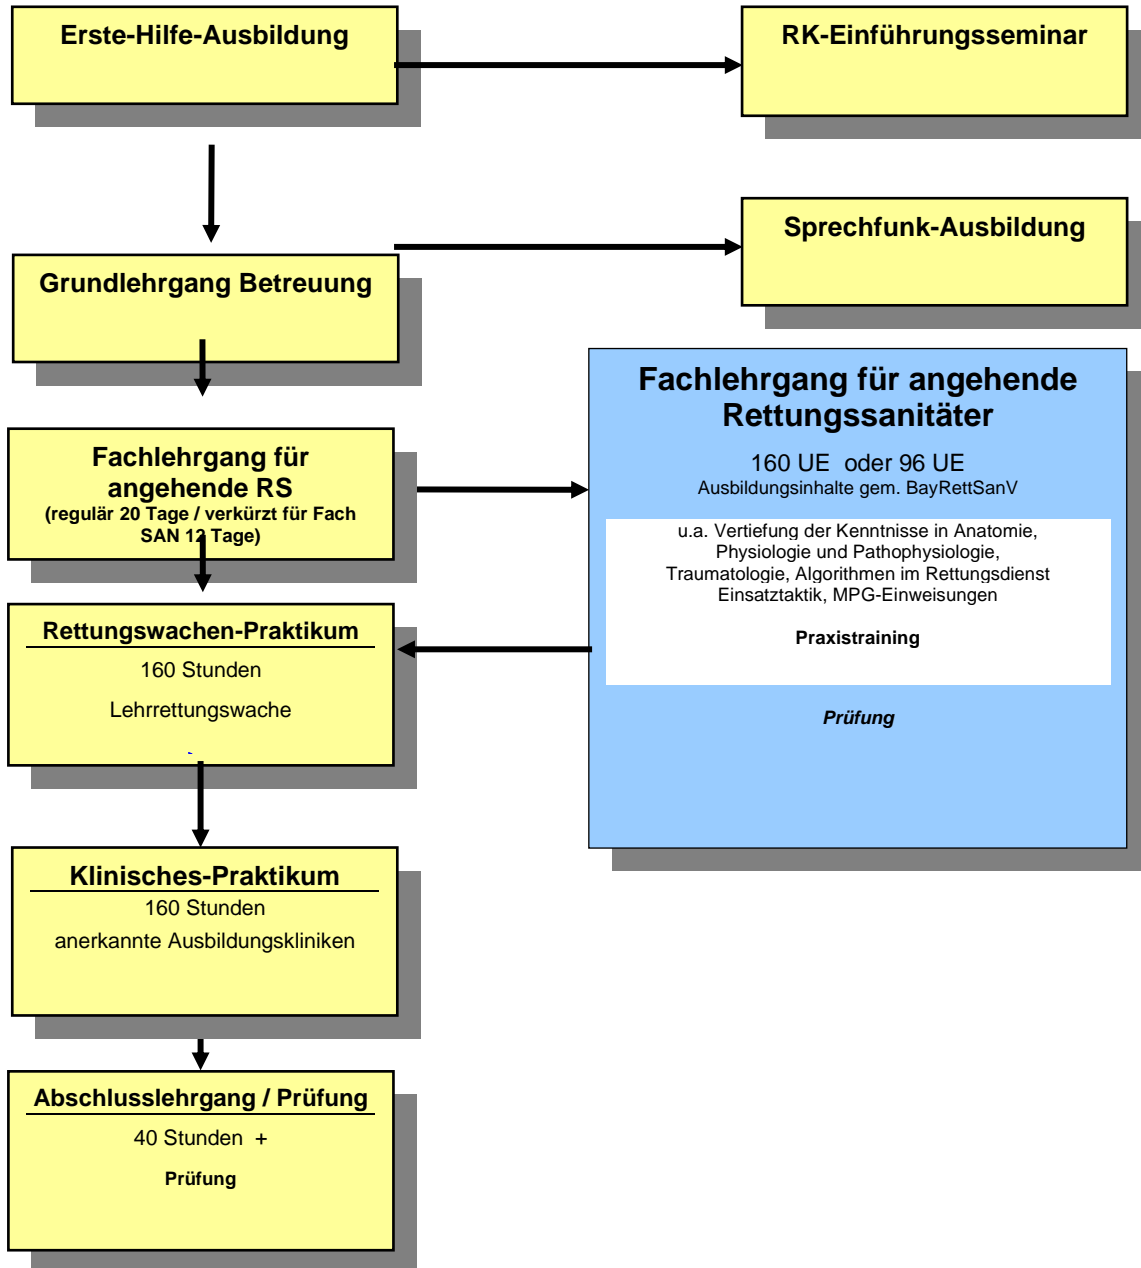 Erste-Hilfe-Ausbildung
RK-Einführungsseminar
Sprechfunk-Ausbildung
Grundlehrgang Betreuung
Fachlehrgang für
angehende RS
(regulär 20 Tage / verkürzt für Fach
SAN 12 Tage)
Fachlehrgang für angehende
Rettungssanitäter
160 UE oder 96 UE
Ausbildungsinhalte gem. BayRettSanV
u.a. Vertiefung der Kenntnisse in Anatomie,
Physiologie und Pathophysiologie,
Traumatologie, Algorithmen im Rettungsdienst
Einsatztaktik, MPG-Einweisungen
Praxistraining
Prüfung
Rettungswachen-Praktikum
160 Stunden
Lehrrettungswache
Klinisches-Praktikum
160 Stunden
anerkannte Ausbildungskliniken
Abschlusslehrgang / Prüfung
40 Stunden +
Prüfung